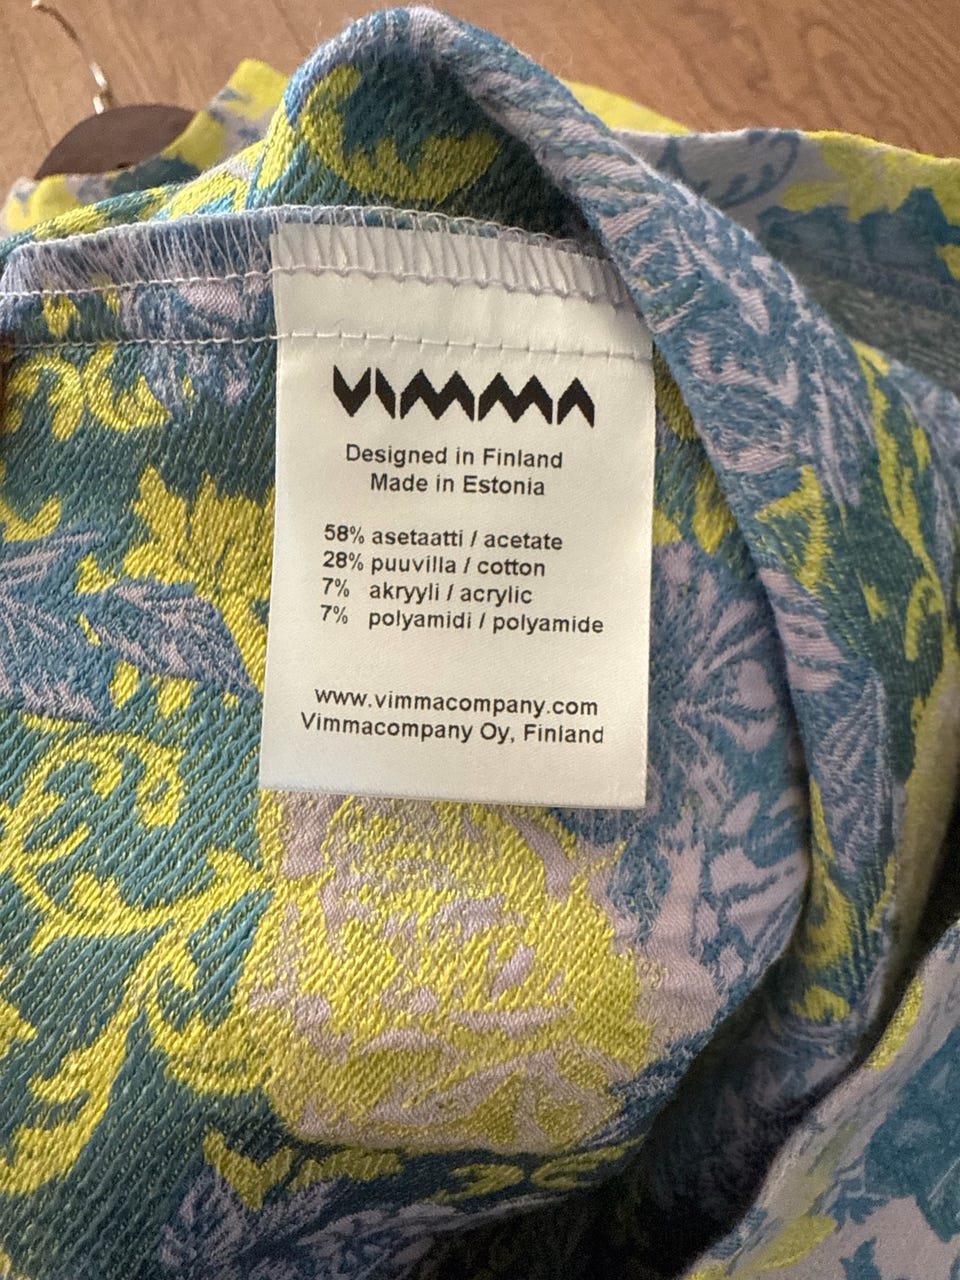 VIMMA
Designed in Finland
Made in Estonia
58% asetaatti / acetate
28% puuvilla / cotton
7% akryyli / acrylic
7% polyamidi / polyamide
www.vimmacompany.com
Vimmacompany Oy, Finland